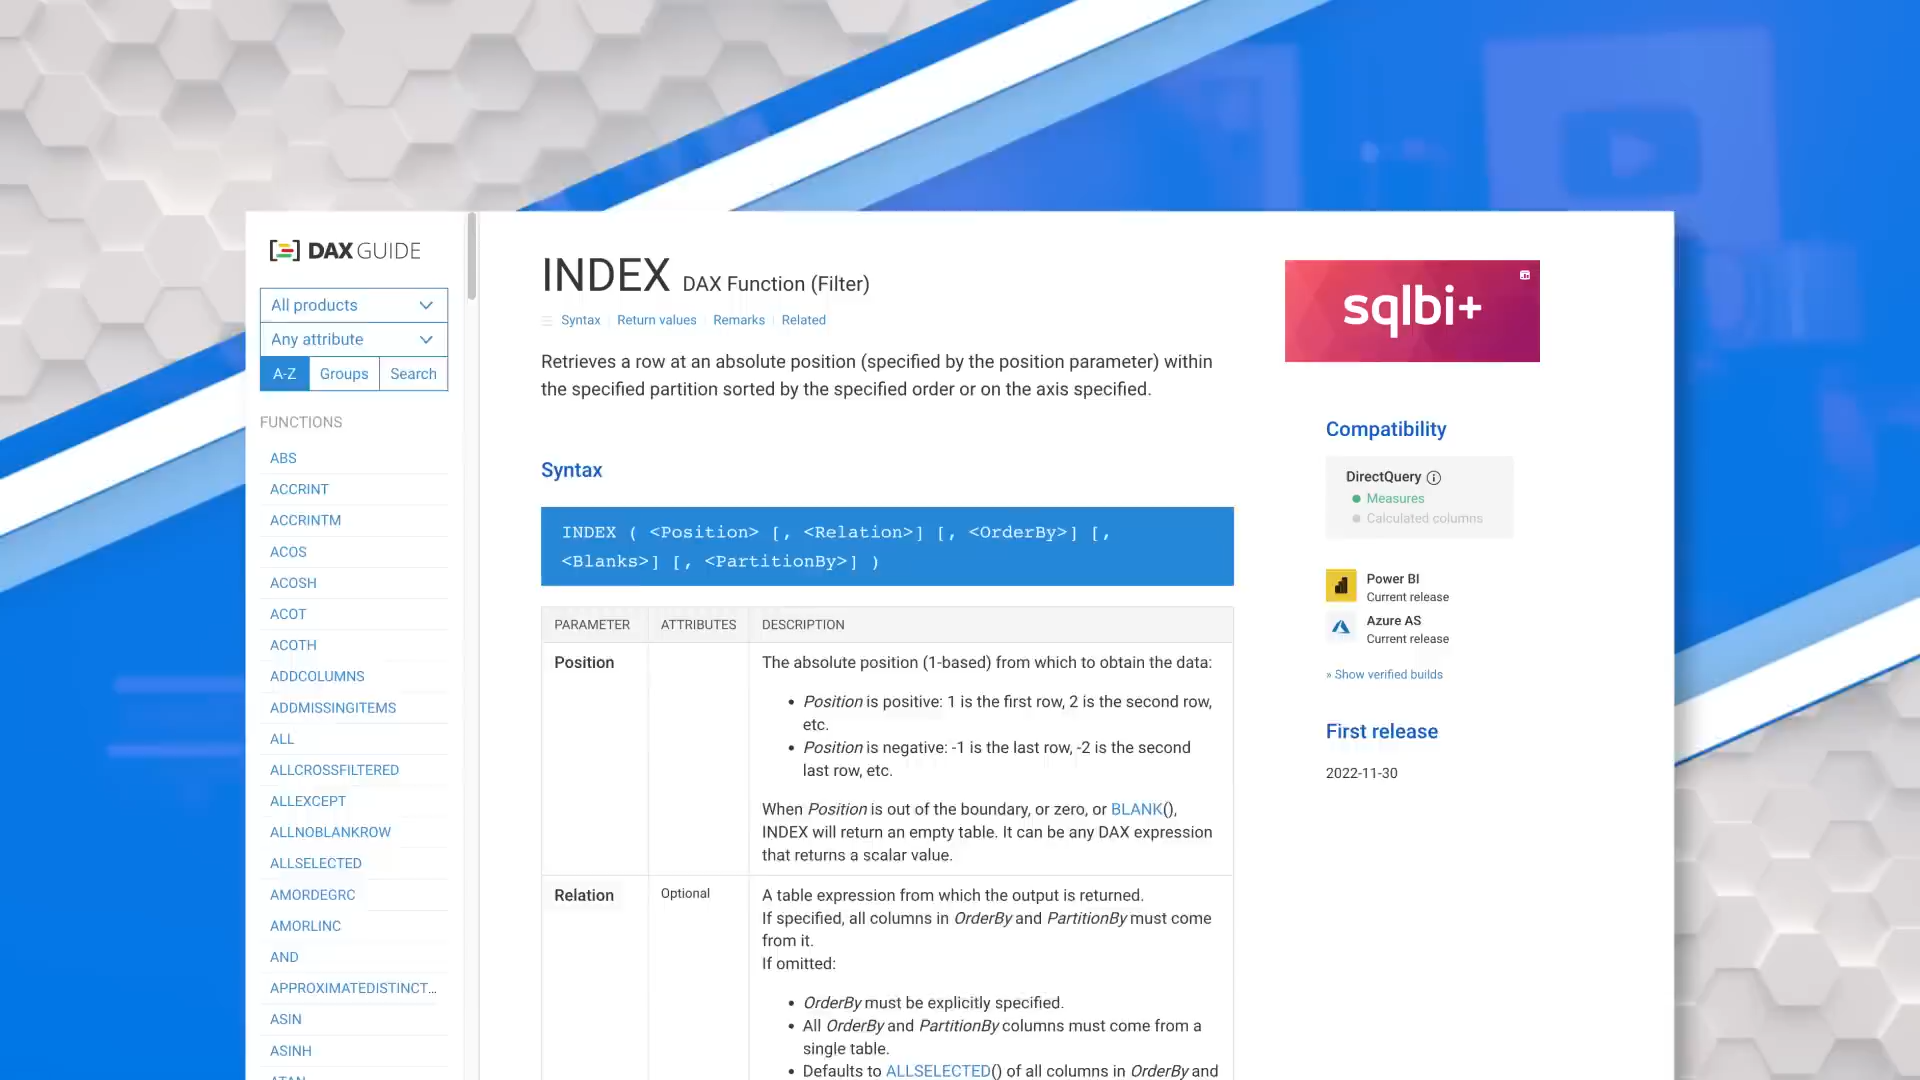 DAX GUIDE
All products
Any attribute
A-Z Groups Search
FUNCTIONS
ABS
ACCRINT
ACCRINTM
ACOS
ACOSH
ACOT
ACOTH
ADDCOLUMNS
ADDMISSINGITEMS
ALL
ALLCROSSFILTERED
ALLEXCEPT
ALLNOBLANKROW
ALLSELECTED
AMORDEGRC
AMORLINC
AND
APPROXIMATEDISTINCT...
ASIN
ASINH
ATAN
INDEX DAX Function (Filter)
Syntax Return values Remarks Related
Retrieves a row at an absolute position (specified by the position parameter) within
the specified partition sorted by the specified order or on the axis specified.
Syntax
INDEX ( <Position> [, <Relation>] [, <OrderBy>] [,
<Blanks>] [, <PartitionBy>] )
PARAMETER ATTRIBUTES DESCRIPTION
Position The absolute position (1-based) from which to obtain the data:
• Position is positive: 1 is the first row, 2 is the second row,
etc.
• Position is negative: -1 is the last row, -2 is the second
last row, etc.
When Position is out of the boundary, or zero, or BLANK(),
INDEX will return an empty table. It can be any DAX expression
that returns a scalar value.
Relation Optional A table expression from which the output is returned.
If specified, all columns in OrderBy and PartitionBy must come
from it.
If omitted:
• OrderBy must be explicitly specified.
• All OrderBy and PartitionBy columns must come from a
single table.
• Defaults to ALLSELECTED() of all columns in OrderBy and
sqlbi+
Compatibility
DirectQuery
Measures
Calculated columns
Power BI
Current release
Azure AS
Current release
» Show verified builds
First release
2022-11-30